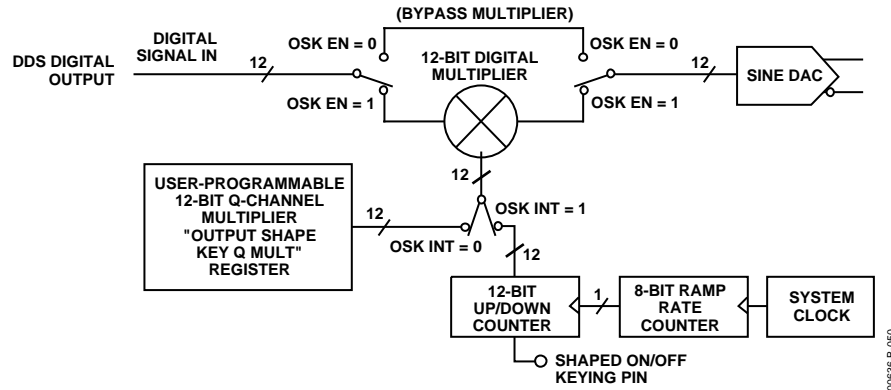 (BYPASS MULTIPLIER)
DIGITAL
SIGNAL IN
DDS DIGITAL
OUTPUT
12
OSK EN = 0
OSK EN = 1
12-BIT DIGITAL
MULTIPLIER
OSK EN = 0
OSK EN = 1
12
SINE DAC
12
USER-PROGRAMMABLE
12-BIT Q-CHANNEL
MULTIPLIER
"OUTPUT SHAPE
KEY Q MULT"
REGISTER
12
OSK INT = 0
OSK INT = 1
12
12-BIT
UP/DOWN
COUNTER
1
8-BIT RAMP
RATE
COUNTER
SYSTEM
CLOCK
SHAPED ON/OFF
KEYING PIN